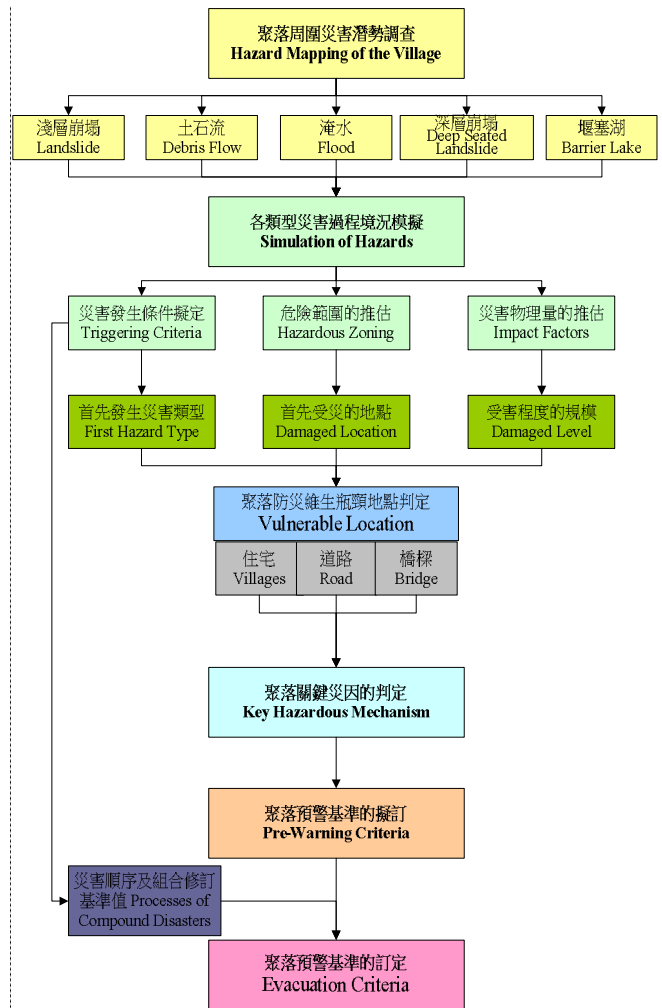 聚落周圍災害潛勢調查
Hazard Mapping of the Village
淺層崩塌
Landslide
土石流
Debris Flow
淹水
Flood
深層崩塌
Deep Seated
Landslide
堰塞湖
Barrier Lake
各類型災害過程境況模擬
Simulation of Hazards
災害發生條件擬定
Triggering Criteria
危險範圍的推估
Hazardous Zoning
災害物理量的推估
Impact Factors
首先發生災害類型
First Hazard Type
首先受災的地點
Damaged Location
受害程度的規模
Damaged Level
聚落防災維生瓶頸地點判定
Vulnerable Location
住宅
Villages
道路
Road
橋樑
Bridge
聚落關鍵災因的判定
Key Hazardous Mechanism
聚落預警基準的擬訂
Pre-Warning Criteria
災害順序及組合修訂
基準值 Processes of
Compound Disasters
聚落預警基準的訂定
Evacuation Criteria